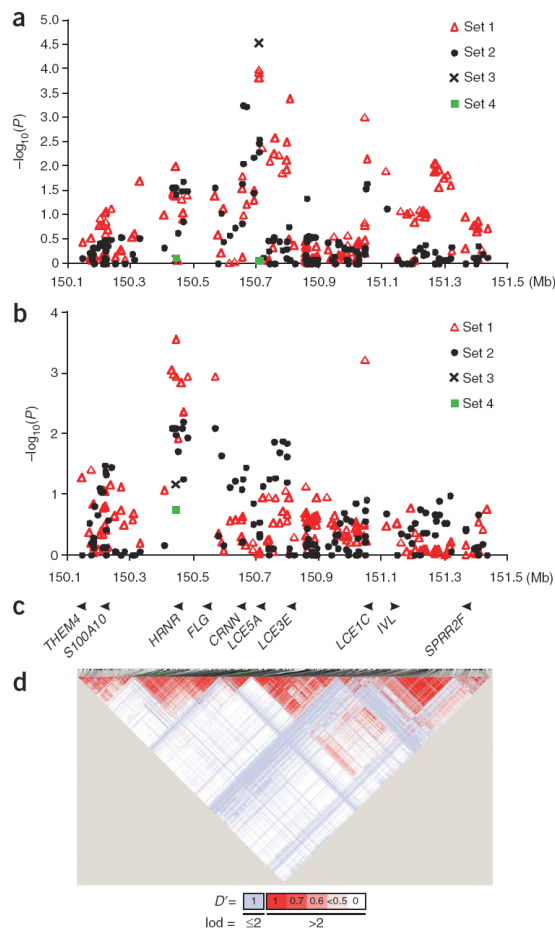 a
5.0
4.5
4.0
3.5
3.0
2.5
2.0
1.5
1.0
0.5
0
−log10(P)
Set 1
Set 2
Set 3
Set 4
150.1 150.3 150.5 150.7 150.9 151.1 151.3 151.5 (Mb)
b
4
3
2
1
0
−log10(P)
Set 1
Set 2
Set 3
Set 4
150.1 150.3 150.5 150.7 150.9 151.1 151.3 151.5 (Mb)
c
THEM4 S100A10 HRNR FLG CRNN LCE5A LCE3E LCE1C IVL SPRR2F
d
D′= 1 1 0.7 0.6 <0.5 0
lod = ≤2 >2